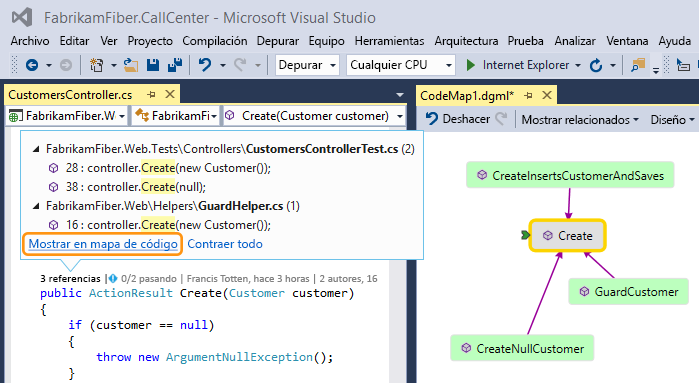 FabrikamFiber.CallCenter - Microsoft Visual Studio
Archivo Editar Ver Proyecto Compilación Depurar Equipo Herramientas Arquitectura Prueba Analizar Ventana Ayuda
Depurar Cualquier CPU Internet Explorer
CustomersController.cs
FabrikamFiber.W FabrikamFi Create(Customer customer)
FabrikamFiber.Web.Tests\Controllers\CustomersControllerTest.cs (2)
28 : controller.Create(new Customer());
38 : controller.Create(null);
FabrikamFiber.Web\Helpers\GuardHelper.cs (1)
16 : controller.Create(new Customer());
Mostrar en mapa de código Contraer todo
3 referencias | 0/2 pasando | Francis Totten, hace 3 horas | 2 autores, 16
public ActionResult Create(Customer customer)
{
if (customer == null)
{
throw new ArgumentNullException();
}
CodeMap1.dgml*
Deshacer Mostrar relacionados Diseño
CreateInsertsCustomerAndSaves
Create
GuardCustomer
CreateNullCustomer